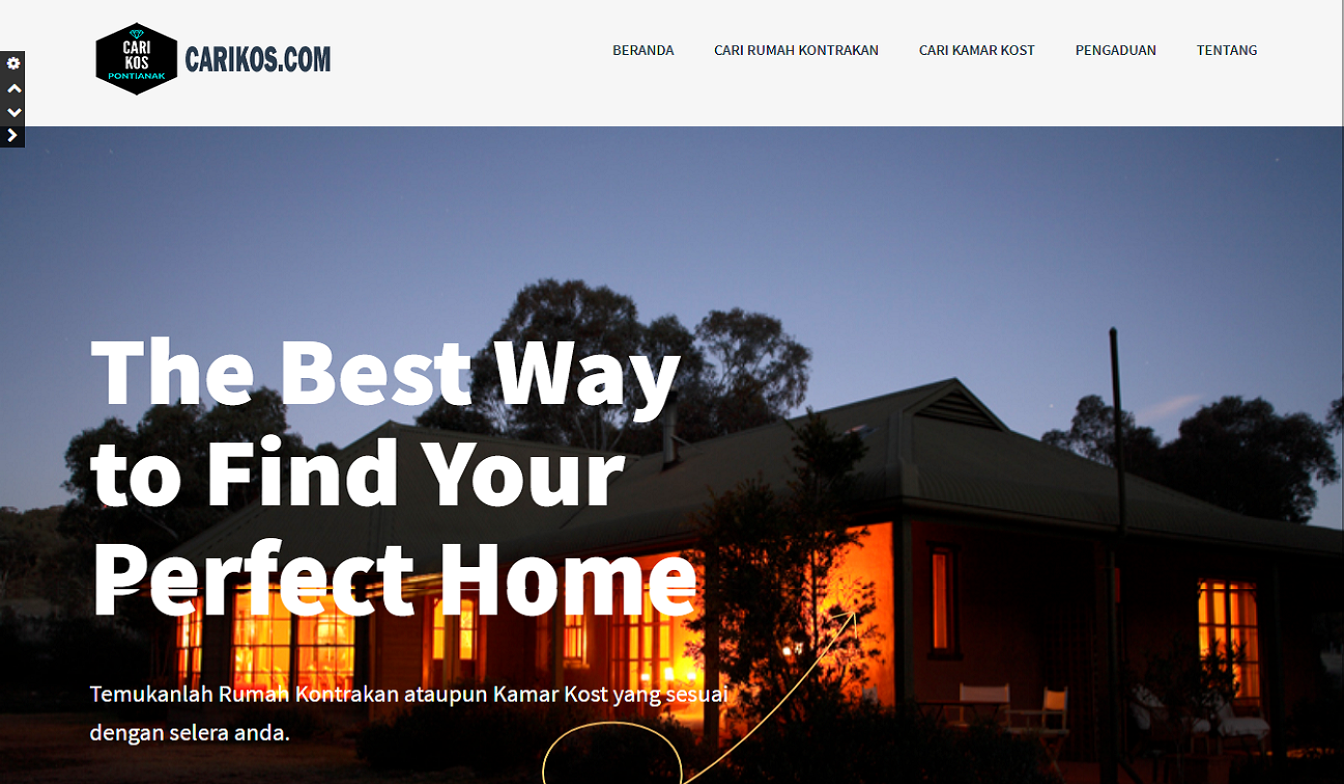 CARI
KOS
PONTIANAK
CARIKOS.COM
BERANDA
CARI RUMAH KONTRAKAN
CARI KAMAR KOST
PENGADUAN
TENTANG
The Best Way
to Find Your
Perfect Home
Temukanlah Rumah Kontrakan ataupun Kamar Kost yang sesuai
dengan selera anda.